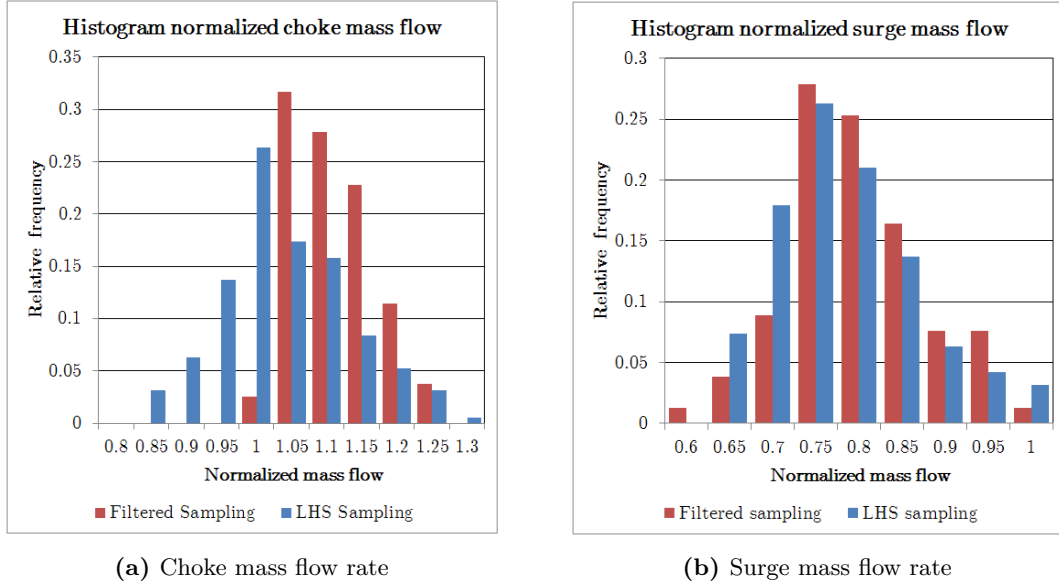 Histogram normalized choke mass flow
0.35
0.3
0.25
0.2
0.15
0.1
0.05
0
Relative frequency
0.8 0.85 0.9 0.95 1 1.05 1.1 1.15 1.2 1.25 1.3
Normalized mass flow
Filtered Sampling LHS Sampling
(a) Choke mass flow rate
Histogram normalized surge mass flow
0.3
0.25
0.2
0.15
0.1
0.05
0
Relative frequency
0.6 0.65 0.7 0.75 0.8 0.85 0.9 0.95 1
Normalized mass flow
Filtered sampling LHS sampling
(b) Surge mass flow rate